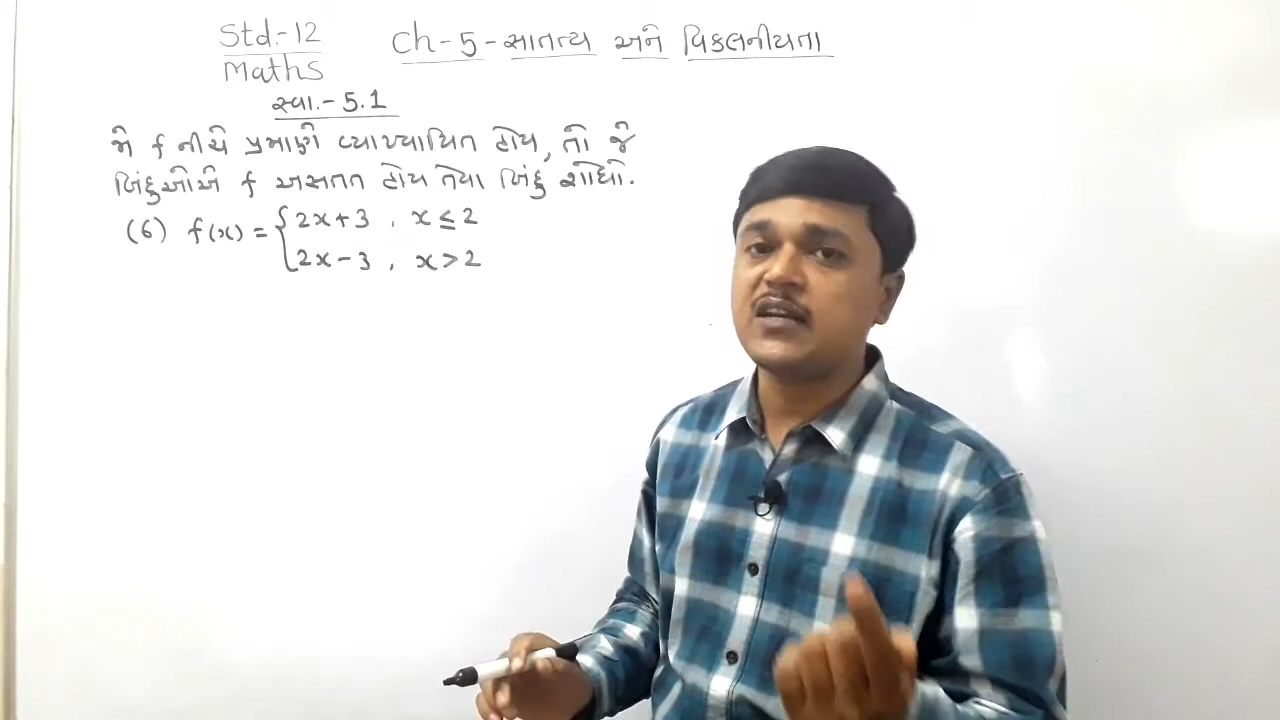 Std.-12
Maths
Ch-5-સાતત્ય અને વિકલનીયતા
સ્વા.-5.1
જો f નીચે પ્રમાણે વ્યાખ્યાયિત હોય, તો જે
બિંદુઓએ f અસતત હોય તેવા બિંદુ શોધો.
(6) f(x) = { 2x+3 , x ≤ 2
2x-3 , x > 2